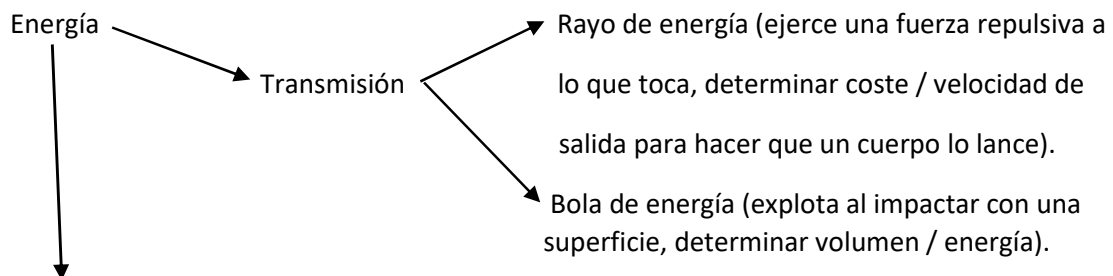 Energía
Transmisión
Rayo de energía (ejerce una fuerza repulsiva a
lo que toca, determinar coste / velocidad de
salida para hacer que un cuerpo lo lance).
Bola de energía (explota al impactar con una
superficie, determinar volumen / energía).